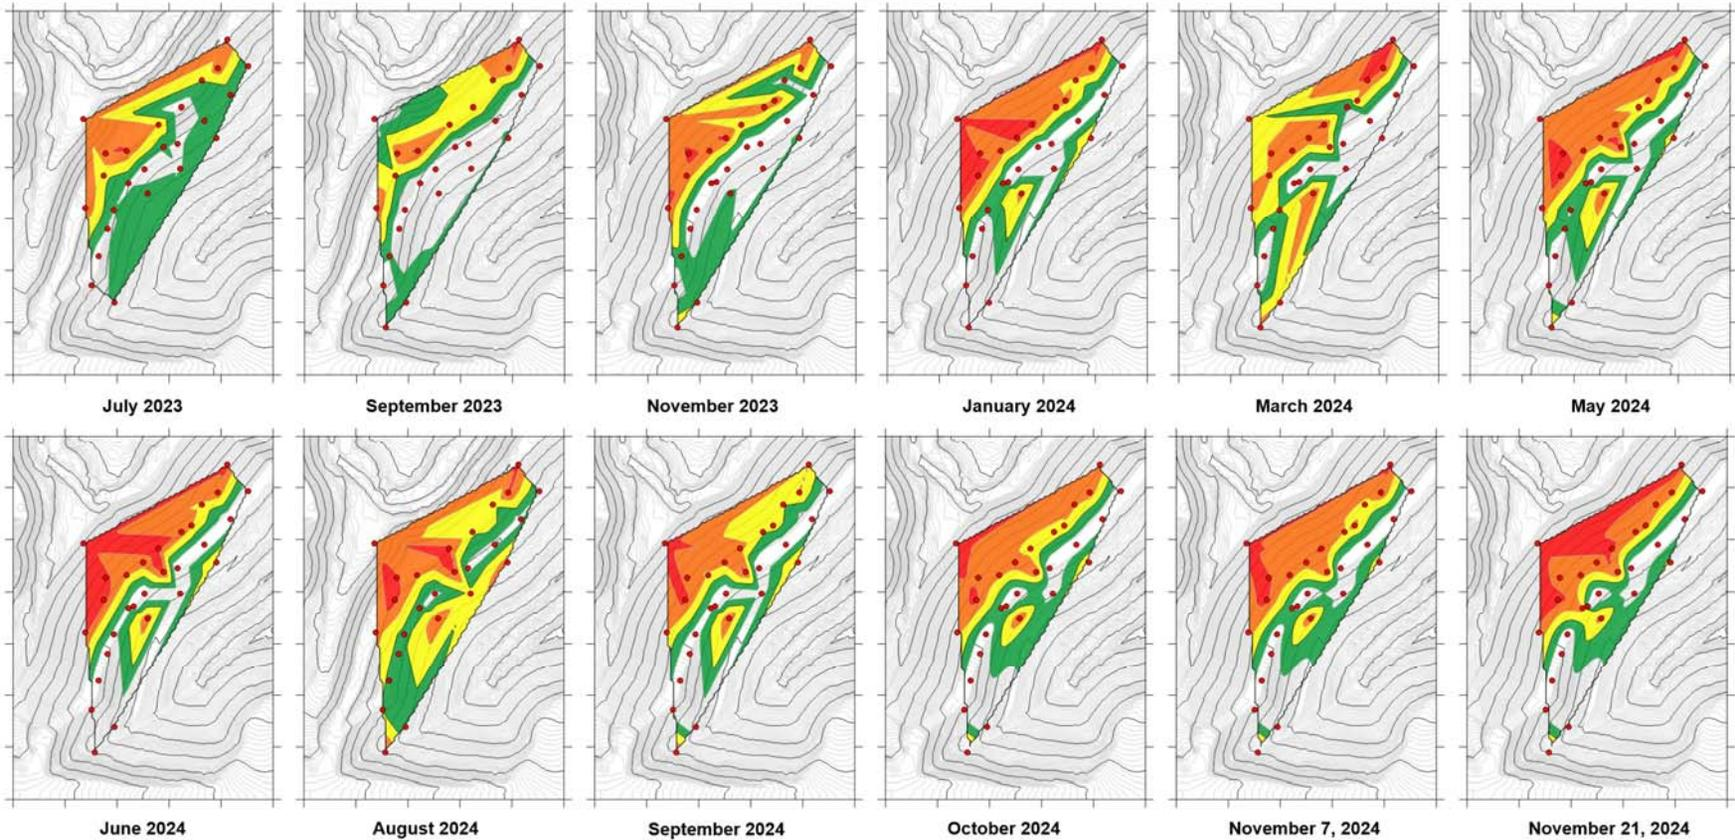 July 2023
September 2023
November 2023
January 2024
March 2024
May 2024
June 2024
August 2024
September 2024
October 2024
November 7, 2024
November 21, 2024